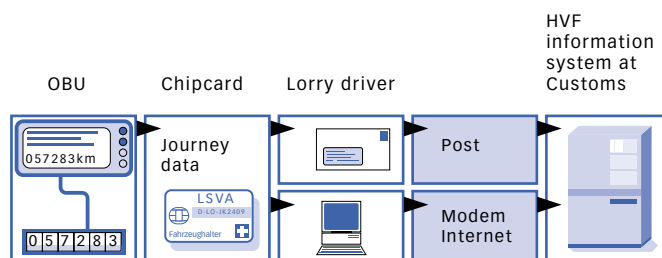 HVF
information
system at
Customs
OBU
Chipcard
Lorry driver
057283km
Journey
data
Post
LSVA
D-LO-JK2409
Fahrzeughalter
Modem
Internet
057283